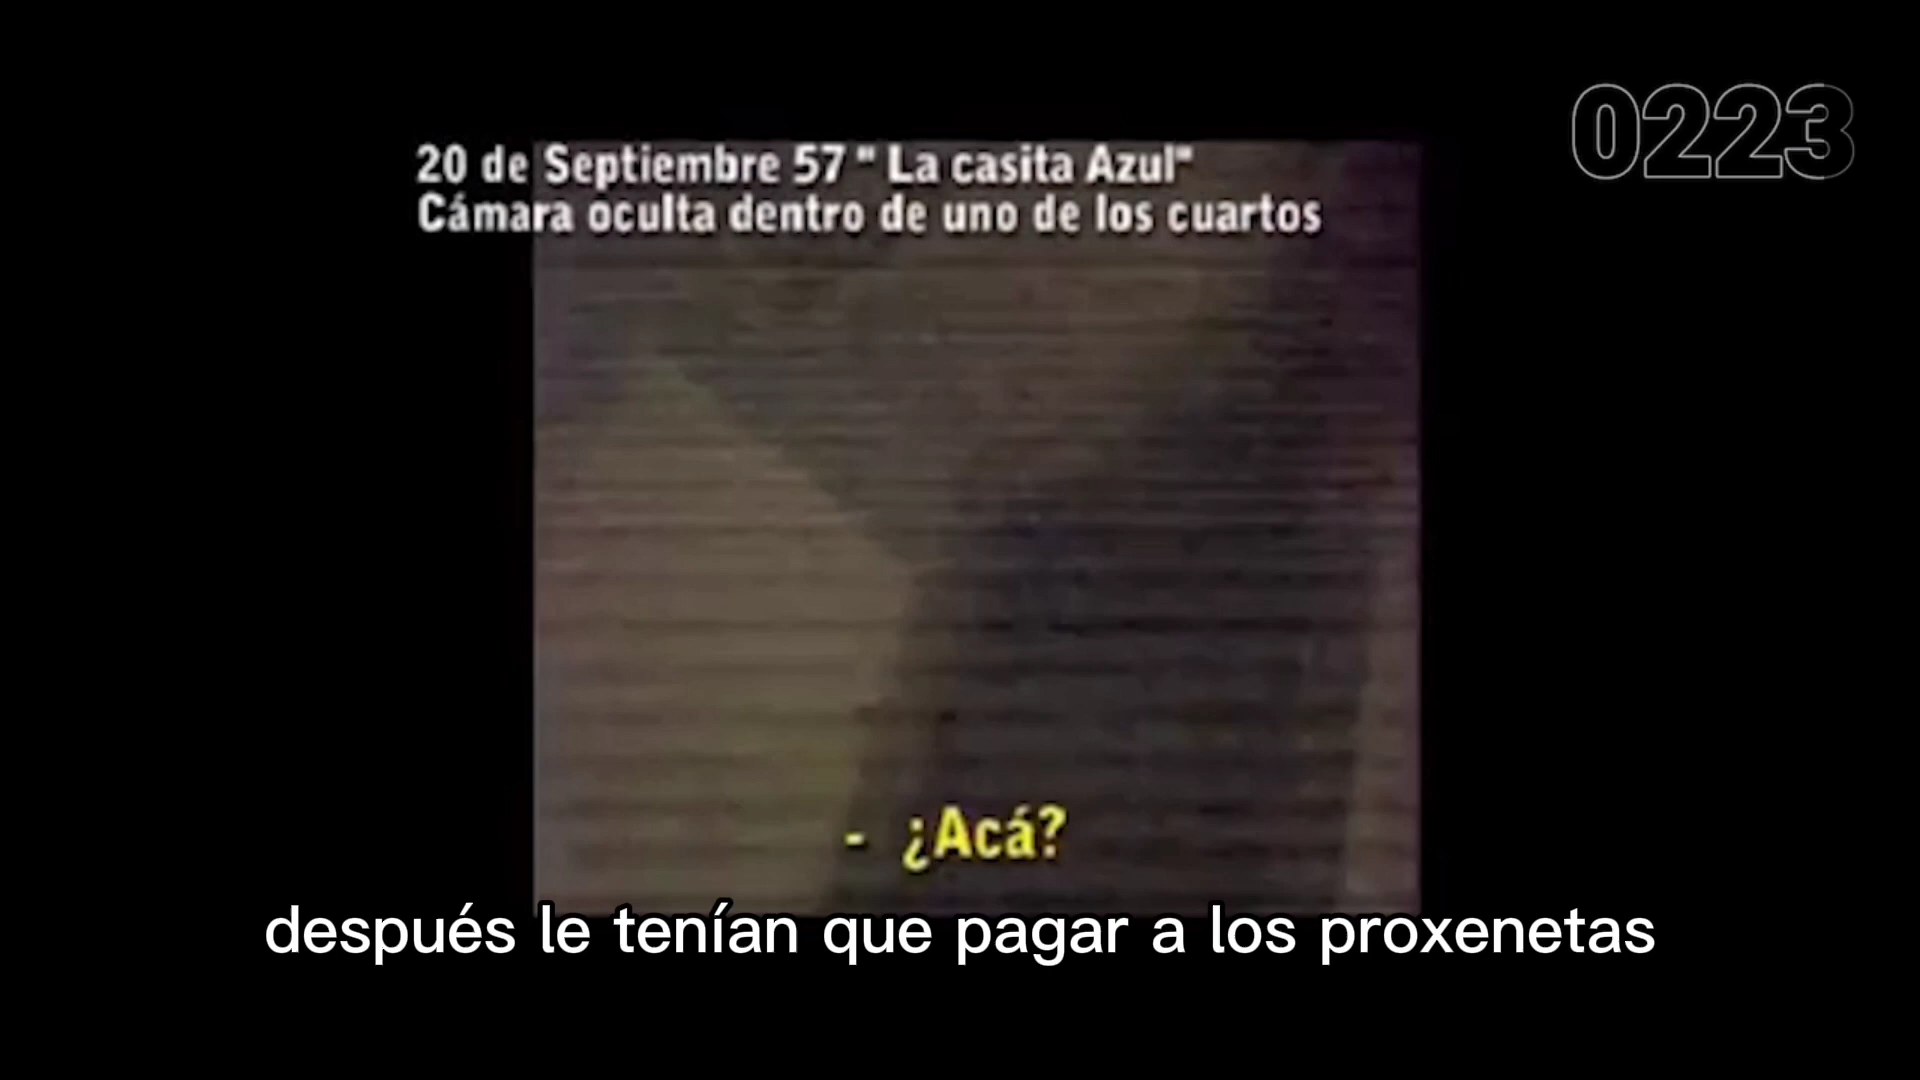 0223
20 de Septiembre 57 " La casita Azul"
Cámara oculta dentro de uno de los cuartos
- ¿Acá?
después le tenían que pagar a los proxenetas